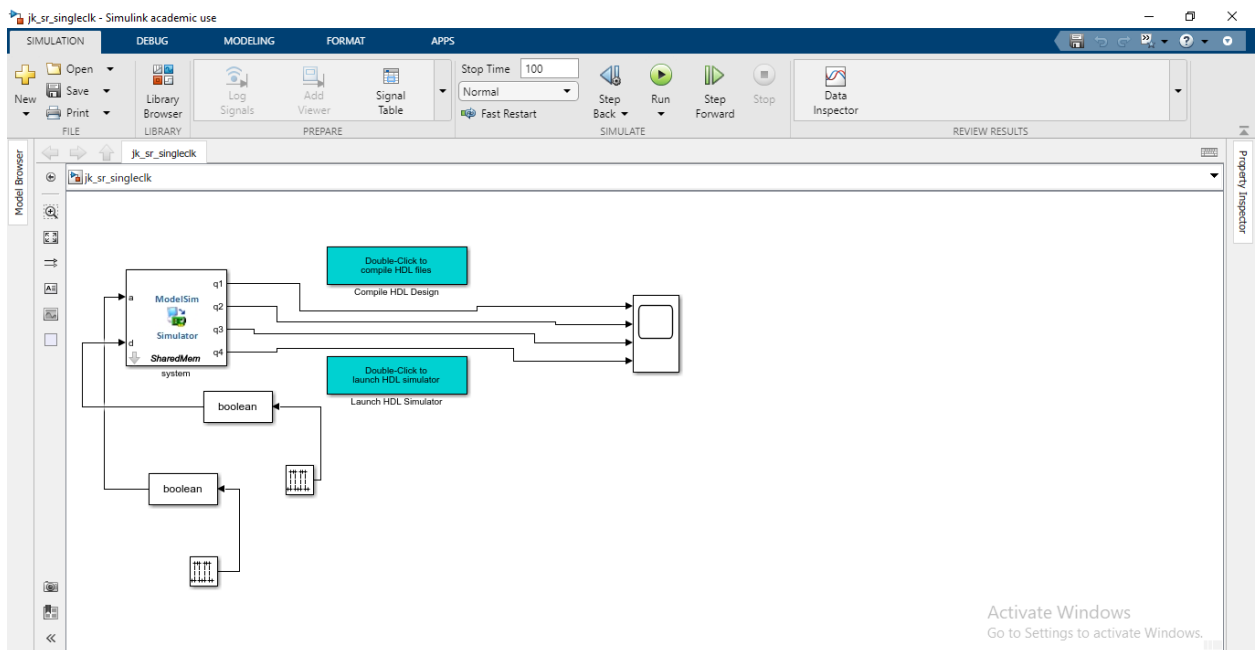 jk_sr_singleclk - Simulink academic use
SIMULATION DEBUG MODELING FORMAT APPS
New
Open
Save
Print
FILE
Library
Browser
LIBRARY
Log
Signals
Add
Viewer
Signal
Table
PREPARE
Stop Time 100
Normal
Fast Restart
Step
Back
Run
Step
Forward
Stop
SIMULATE
Data
Inspector
REVIEW RESULTS
Model Browser
jk_sr_singleclk
jk_sr_singleclk
Property Inspector
Double-Click to
compile HDL files
Compile HDL Design
a
d
ModelSim
Simulator
SharedMem
q1
q2
q3
q4
system
Double-Click to
launch HDL simulator
Launch HDL Simulator
boolean
boolean
Activate Windows
Go to Settings to activate Windows.